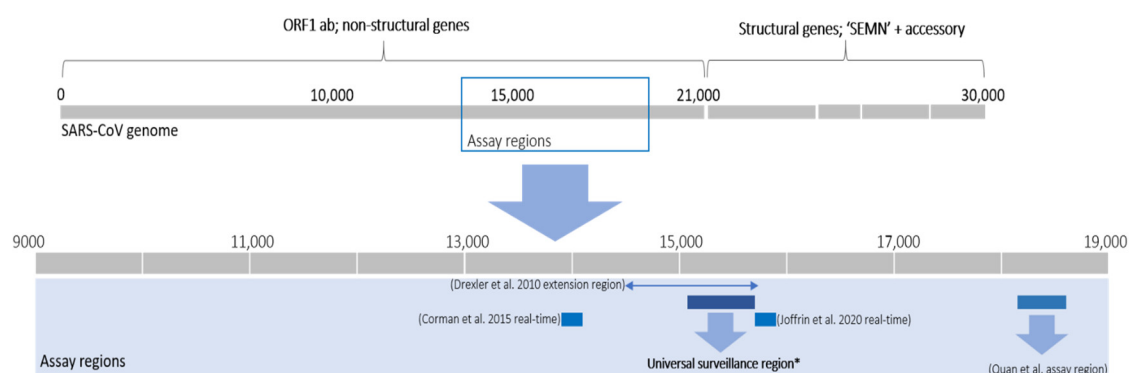 ORF1 ab; non-structural genes
Structural genes; ‘SEMN’ + accessory
0 10,000 15,000 21,000 30,000
SARS-CoV genome
Assay regions
9000 11,000 13,000 15,000 17,000 19,000
(Drexler et al. 2010 extension region)
(Corman et al. 2015 real-time) (Joffrin et al. 2020 real-time)
Assay regions
Universal surveillance region*
(Quan et al. assay region)